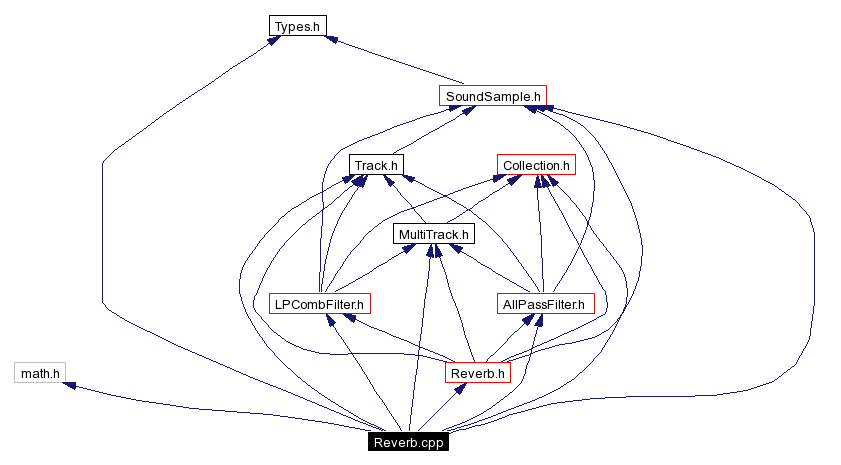 Types.h
SoundSample.h
Track.h
Collection.h
MultiTrack.h
LPCombFilter.h
AllPassFilter.h
math.h
Reverb.h
Reverb.cpp